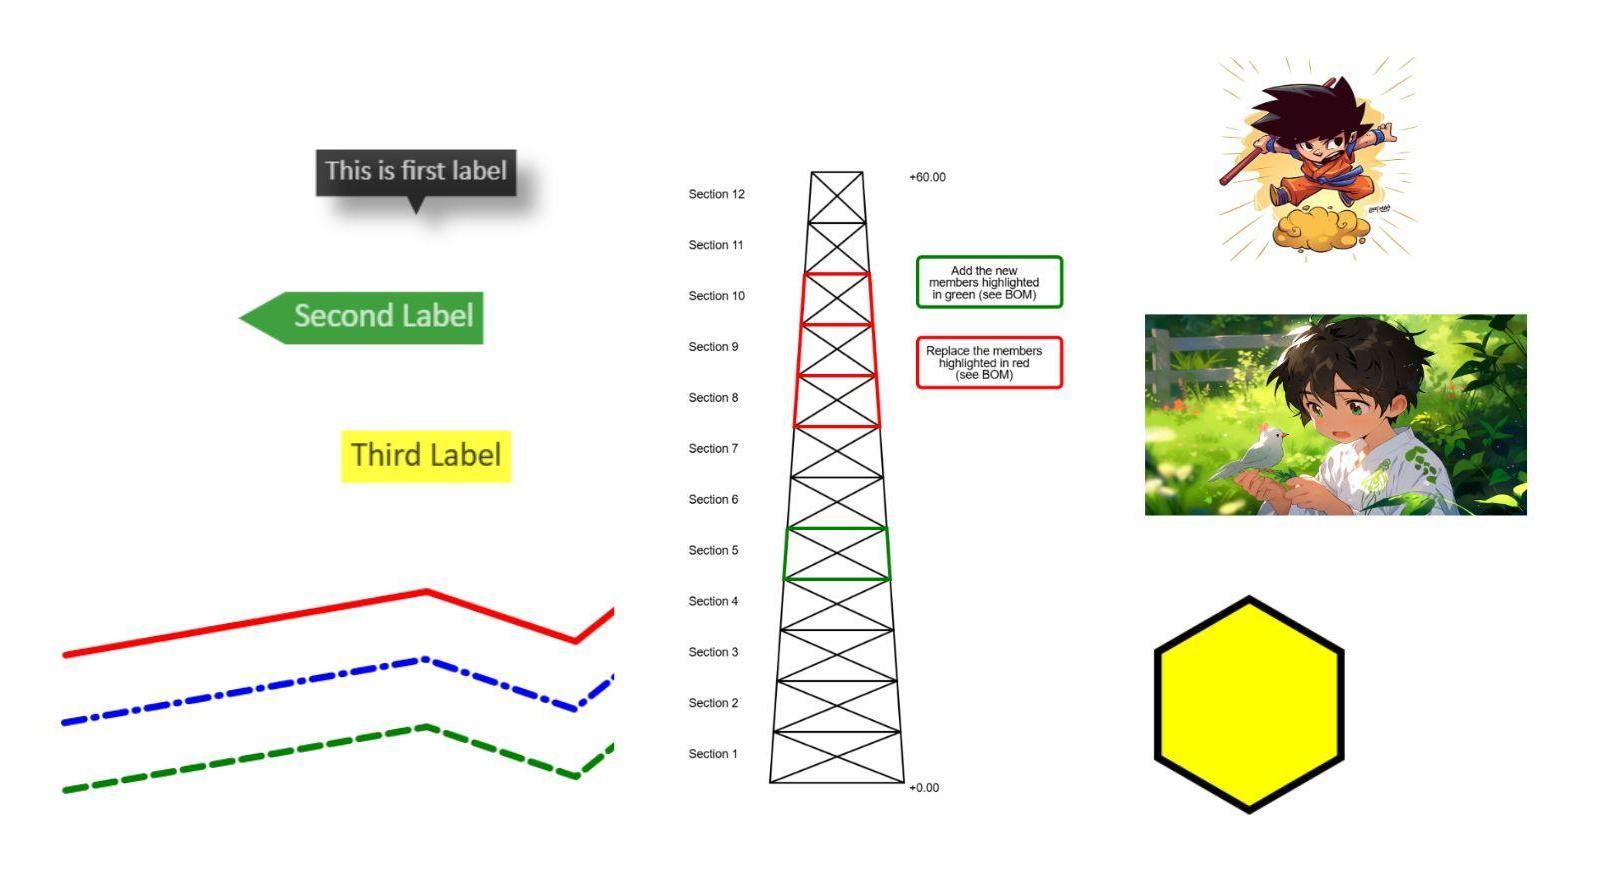 This is first label
Second Label
Third Label
Section 12
Section 11
Section 10
Section 9
Section 8
Section 7
Section 6
Section 5
Section 4
Section 3
Section 2
Section 1
+60.00
Add the new
members highlighted
in green (see BOM)
Replace the members
highlighted in red
(see BOM)
+0.00